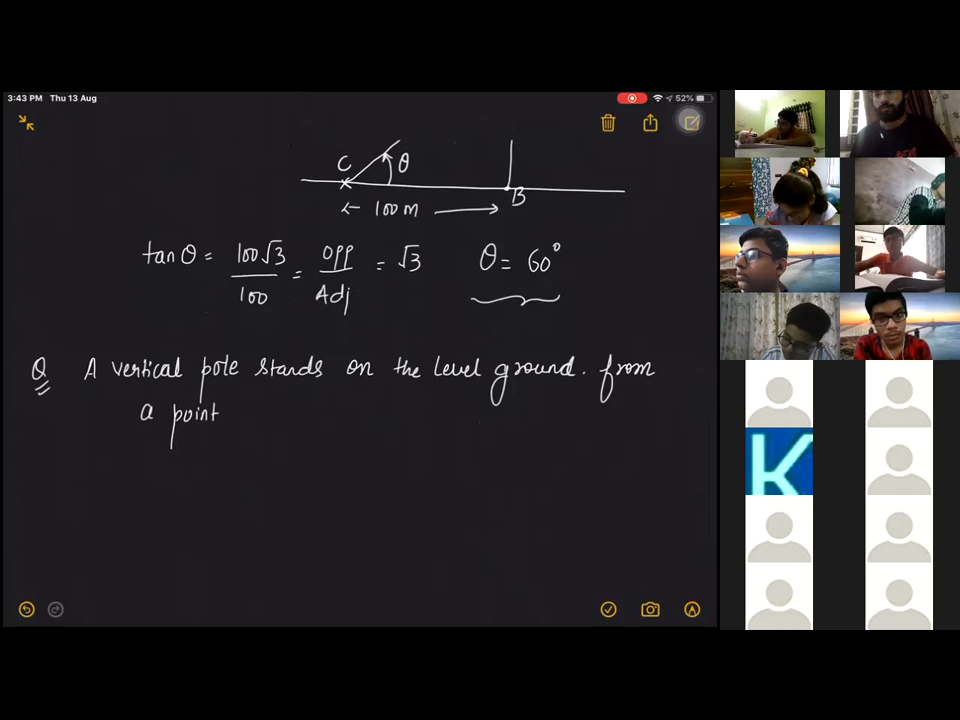 3:43 PM Thu 13 Aug
52%
C θ
B
← 100m →
tan θ = 100√3 / 100 = opp / Adj = √3 θ = 60°
Q A vertical pole stands on the level ground. from
a point
K